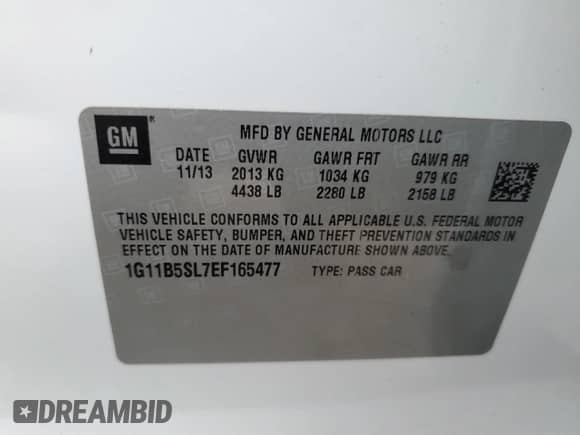 GM
MFD BY GENERAL MOTORS LLC
DATE GVWR GAWR FRT GAWR RR
11/13 2013 KG 1034 KG 979 KG
4438 LB 2280 LB 2158 LB
THIS VEHICLE CONFORMS TO ALL APPLICABLE U.S. FEDERAL MOTOR
VEHICLE SAFETY, BUMPER, AND THEFT PREVENTION STANDARDS IN
EFFECT ON THE DATE OF MANUFACTURE SHOWN ABOVE.
1G11B5SL7EF165477 TYPE: PASS CAR
DREAMBID